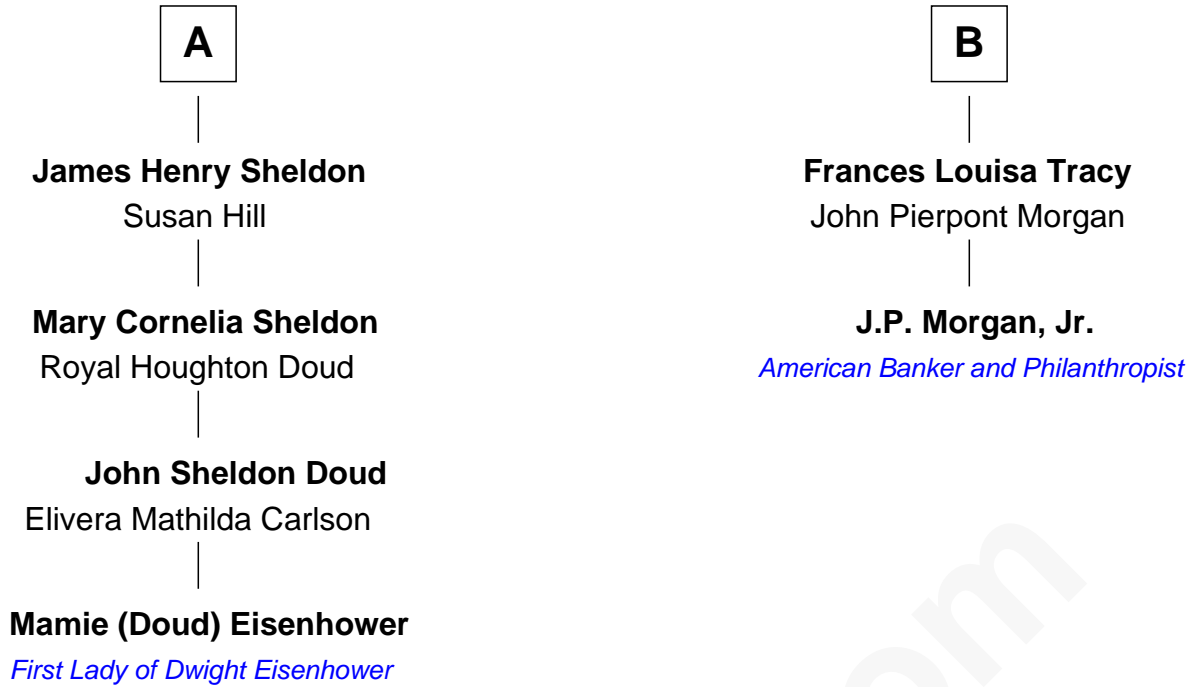 A
James Henry Sheldon
Susan Hill
Mary Cornelia Sheldon
Royal Houghton Doud
John Sheldon Doud
Elivera Mathilda Carlson
Mamie (Doud) Eisenhower
First Lady of Dwight Eisenhower
B
Frances Louisa Tracy
John Pierpont Morgan
J.P. Morgan, Jr.
American Banker and Philanthropist
om